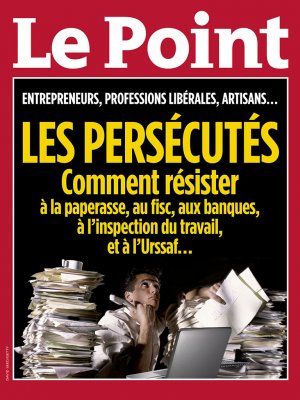 Le Point
ENTREPRENEURS, PROFESSIONS LIBÉRALES, ARTISANS...
LES PERSÉCUTÉS
Comment résister
à la paperasse, au fisc, aux banques,
à l'inspection du travail,
et à l'Urssaf...